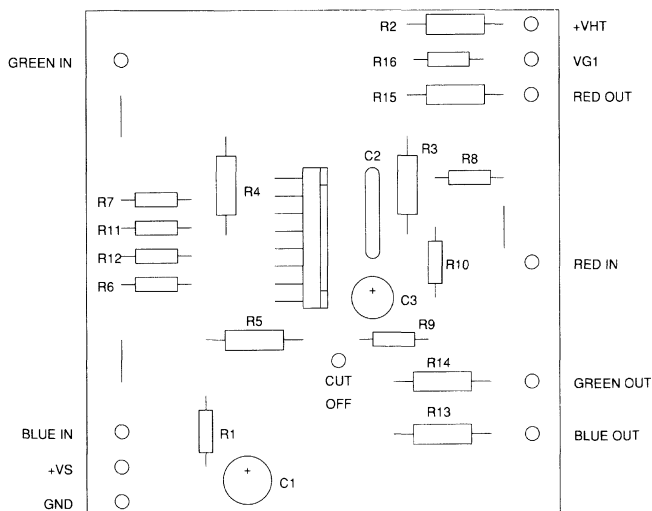 R2 +VHT
GREEN IN R16 VG1
R15 RED OUT
C2 R3 R8
R4
R7
R11
R12 R10 RED IN
R6
+ C3
R5 R9
R14
CUT GREEN OUT
OFF
R13
BLUE IN R1 BLUE OUT
+VS +
C1
GND